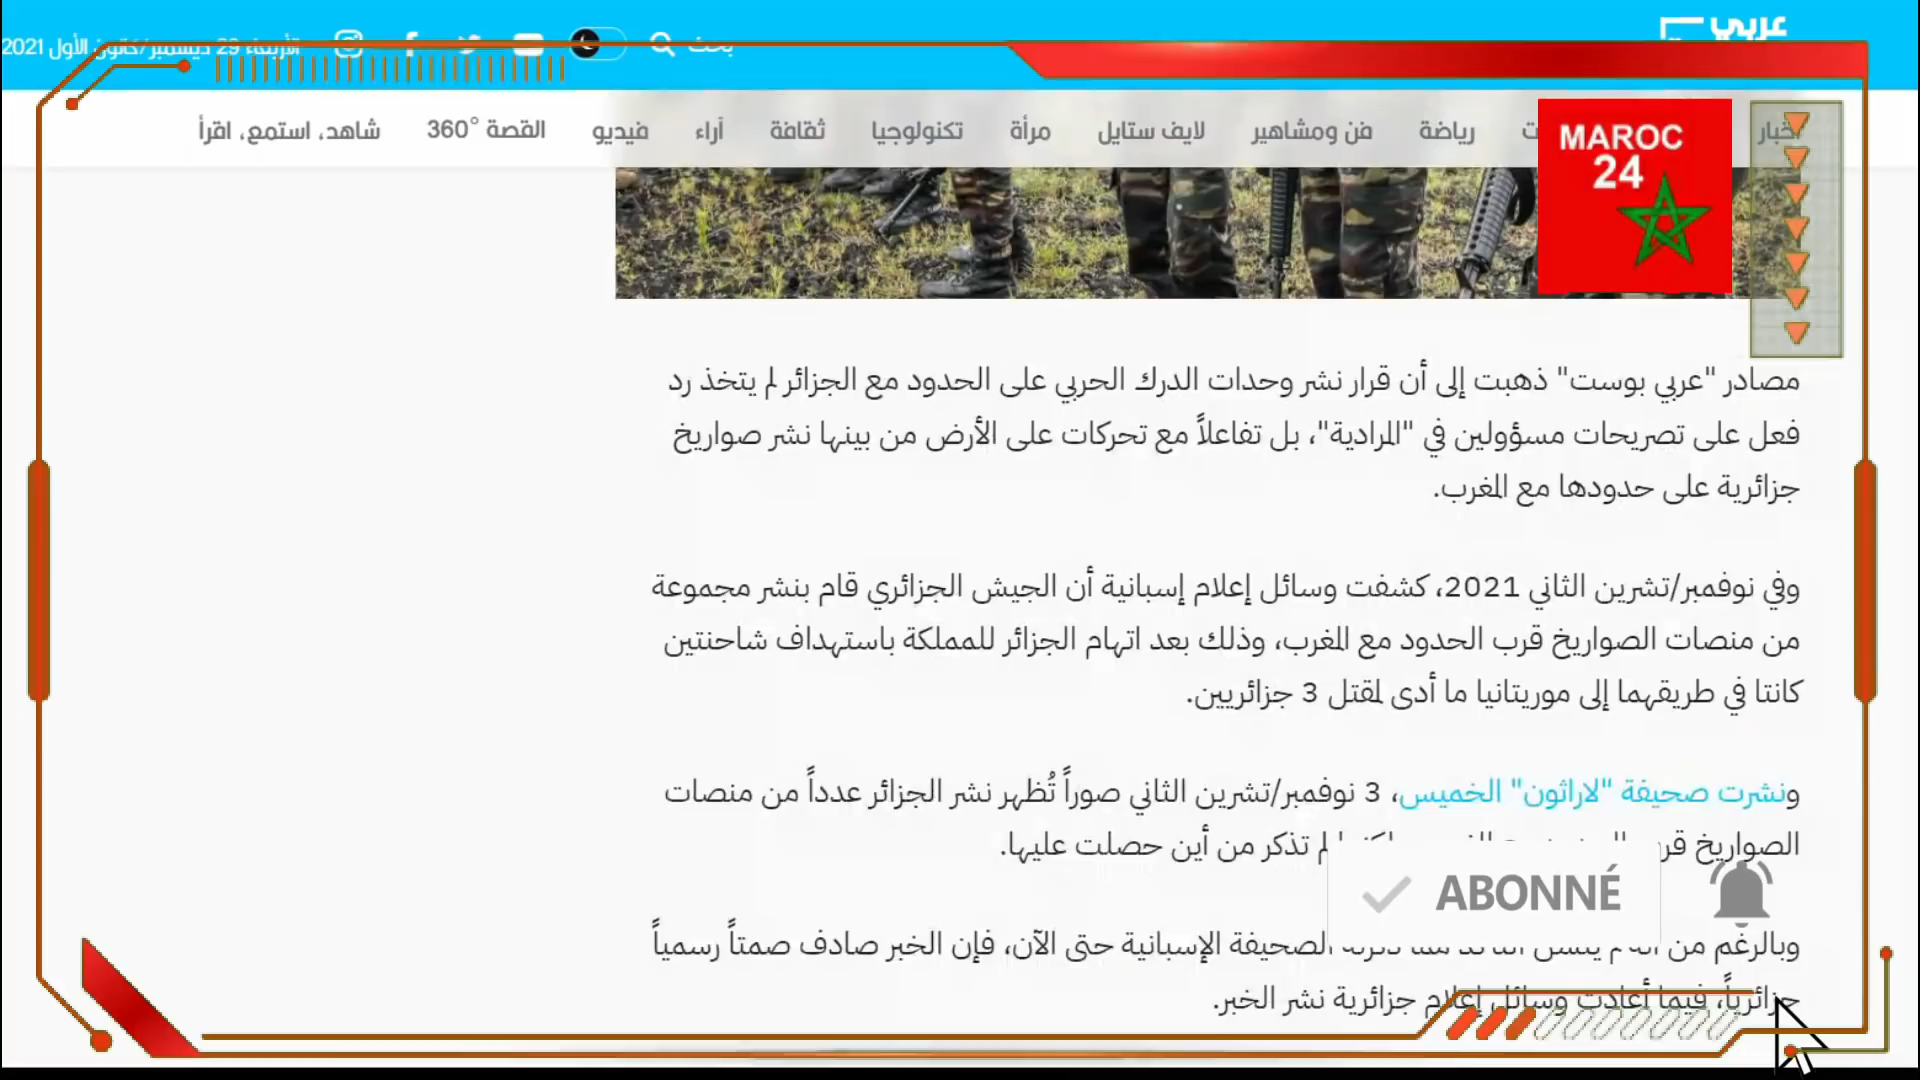 عربي
بحث
الأربعاء 29 ديسمبر/كانون الأول 2021
رياضة فن ومشاهير لايف ستايل مرأة تكنولوجيا ثقافة آراء فيديو القصة °360 شاهد، استمع، اقرأ
MAROC
24
مصادر "عربي بوست" ذهبت إلى أن قرار نشر وحدات الدرك الحربي على الحدود مع الجزائر لم يتخذ رد
فعل على تصريحات مسؤولين في "المرادية"، بل تفاعلاً مع تحركات على الأرض من بينها نشر صواريخ
جزائرية على حدودها مع المغرب.
وفي نوفمبر/تشرين الثاني 2021، كشفت وسائل إعلام إسبانية أن الجيش الجزائري قام بنشر مجموعة
من منصات الصواريخ قرب الحدود مع المغرب، وذلك بعد اتهام الجزائر للمملكة باستهداف شاحنتين
كانتا في طريقهما إلى موريتانيا ما أدى لمقتل 3 جزائريين.
ونشرت صحيفة "لاراثون" الخميس، 3 نوفمبر/تشرين الثاني صوراً تُظهر نشر الجزائر عدداً من منصات
الصواريخ لم تذكر من أين حصلت عليها.
ABONNÉ
وبالرغم من الصحيفة الإسبانية حتى الآن، فإن الخبر صادف صمتاً رسمياً
جزائرياً، فيما أعادت وسائل إعلام جزائرية نشر الخبر.